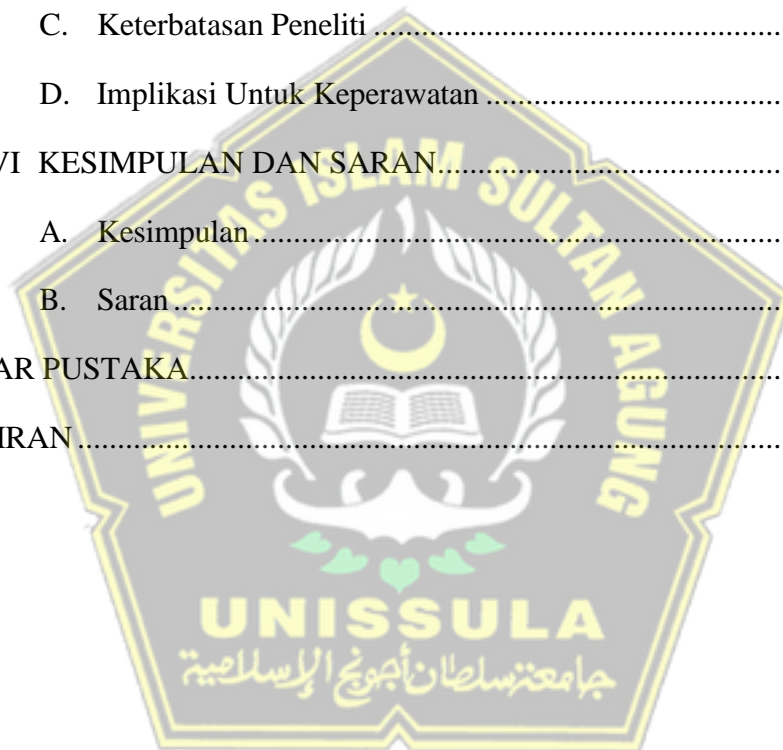 C. Keterbatasan Peneliti ....................................................
D. Implikasi Untuk Keperawatan ......................................
VI KESIMPULAN DAN SARAN............................................
A. Kesimpulan ....................................................................
B. Saran ..............................................................................
AR PUSTAKA............................................................................
IRAN ..........................................................................................
UNIVERSITAS ISLAM SULTAN AGUNG
UNISSULA
جامعة سلطان أجونج الإسلامية